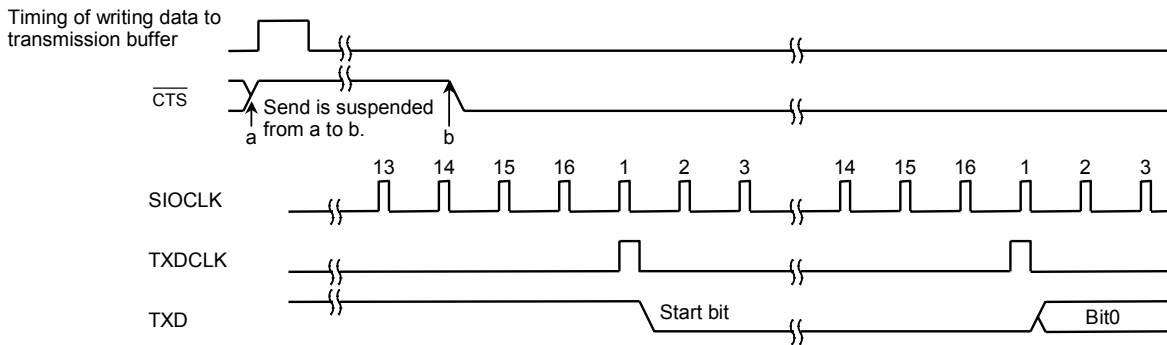 Timing of writing data to
transmission buffer
CTS
Send is suspended
from a to b.
a
b
13 14 15 16 1 2 3 14 15 16 1 2 3
SIOCLK
TXDCLK
TXD
Start bit
Bit0